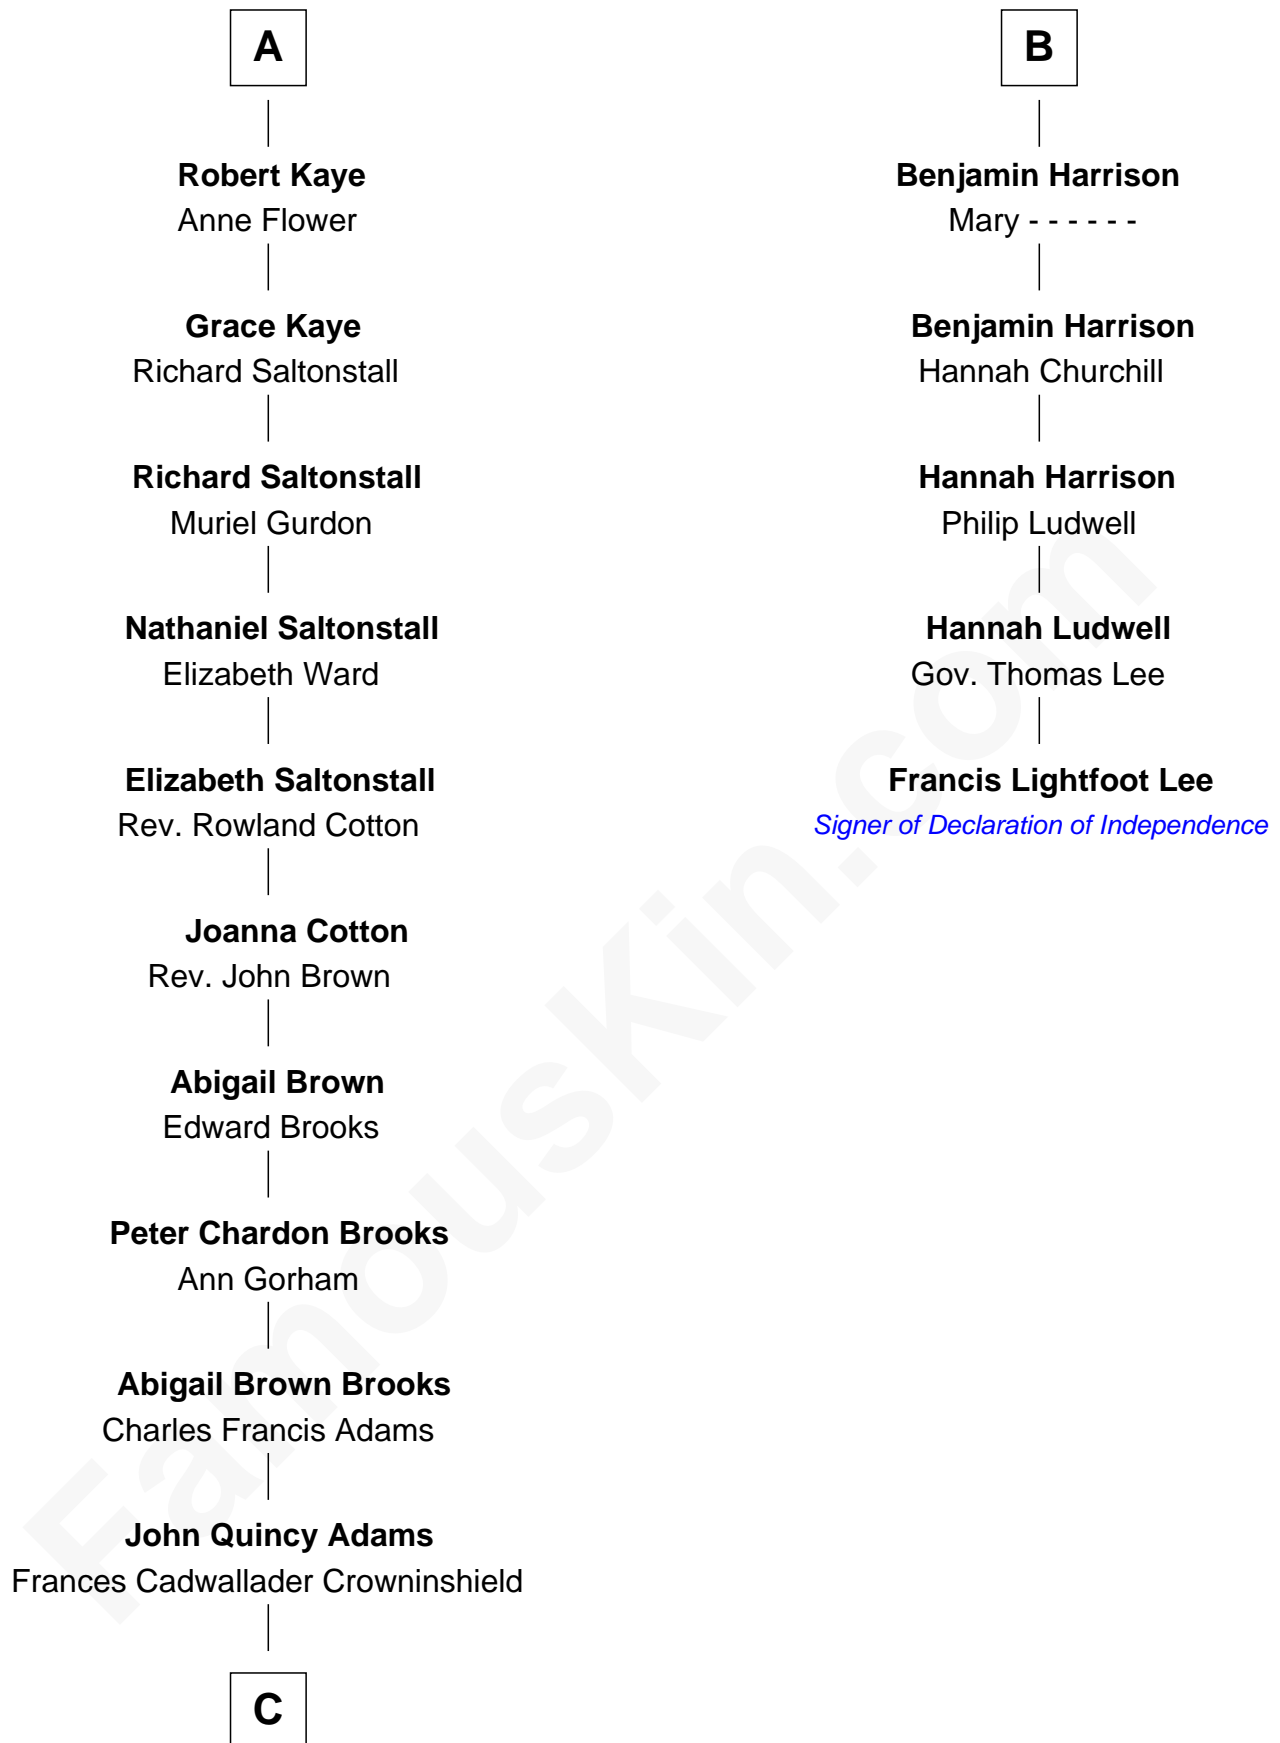 A
Robert Kaye
Anne Flower
Grace Kaye
Richard Saltonstall
Richard Saltonstall
Muriel Gurdon
Nathaniel Saltonstall
Elizabeth Ward
Elizabeth Saltonstall
Rev. Rowland Cotton
Joanna Cotton
Rev. John Brown
Abigail Brown
Edward Brooks
Peter Chardon Brooks
Ann Gorham
Abigail Brown Brooks
Charles Francis Adams
John Quincy Adams
Frances Cadwallader Crowninshield
C
B
Benjamin Harrison
Mary - - - - - -
Benjamin Harrison
Hannah Churchill
Hannah Harrison
Philip Ludwell
Hannah Ludwell
Gov. Thomas Lee
Francis Lightfoot Lee
Signer of Declaration of Independence
FamousKin.com